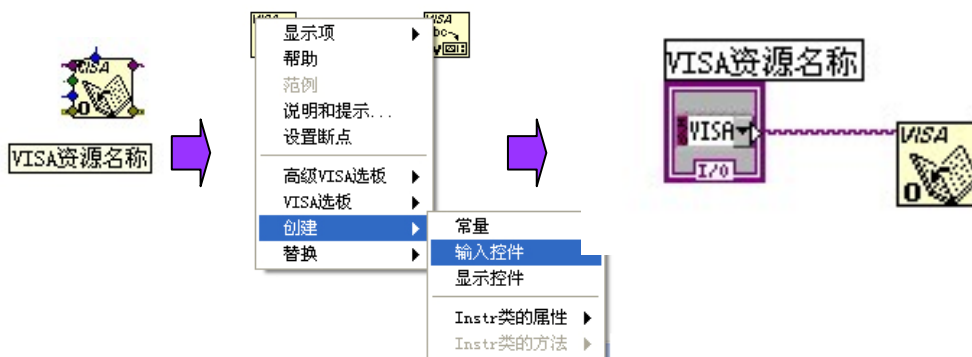 VISA
VISA资源名称
VISA
VISA
abc
显示项
帮助
范例
说明和提示...
设置断点
高级VISA选板
VISA选板
创建
替换
常量
输入控件
显示控件
Instr类的属性
Instr类的方法
VISA资源名称
VISA
I/O
VISA